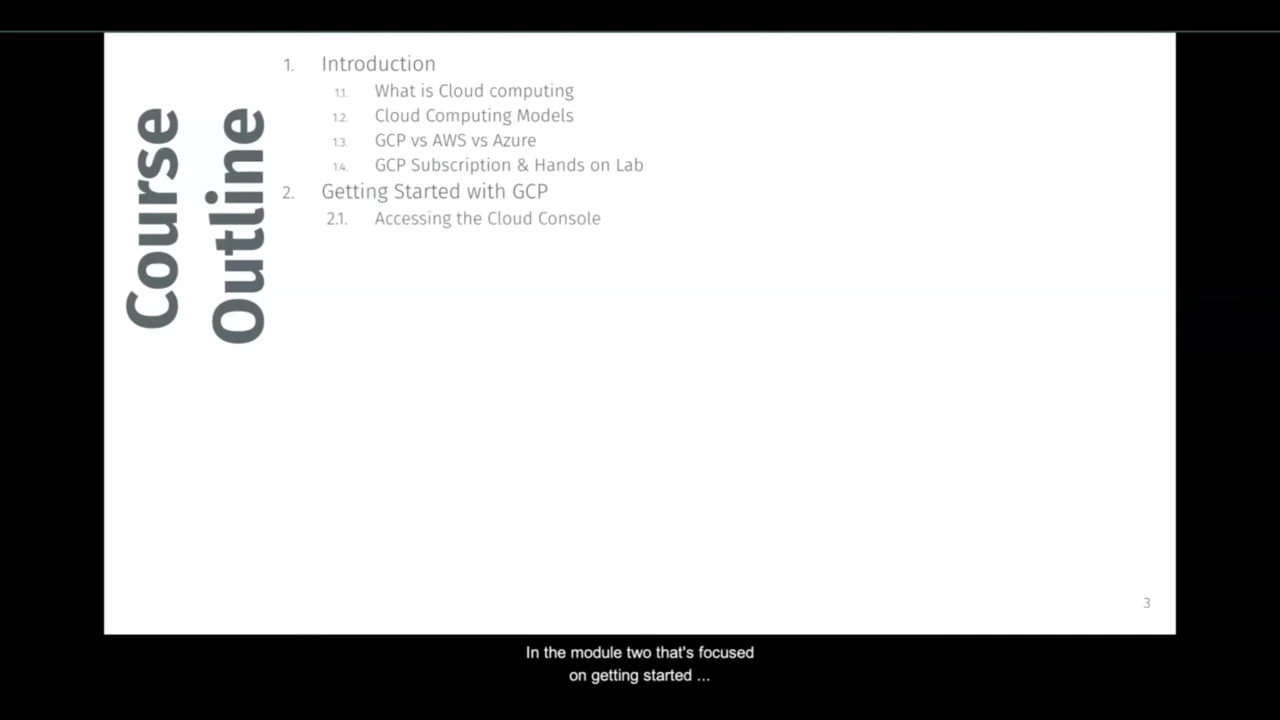 Course
Outline
1. Introduction
1.1. What is Cloud computing
1.2. Cloud Computing Models
1.3. GCP vs AWS vs Azure
1.4. GCP Subscription & Hands on Lab
2. Getting Started with GCP
2.1. Accessing the Cloud Console
3
In the module two that's focused
on getting started ...